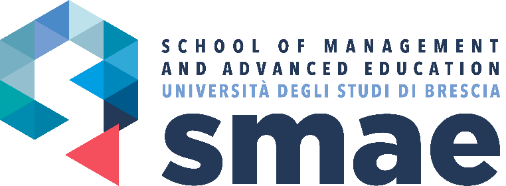 SCHOOL OF MANAGEMENT
AND ADVANCED EDUCATION
UNIVERSITÀ DEGLI STUDI DI BRESCIA
smae